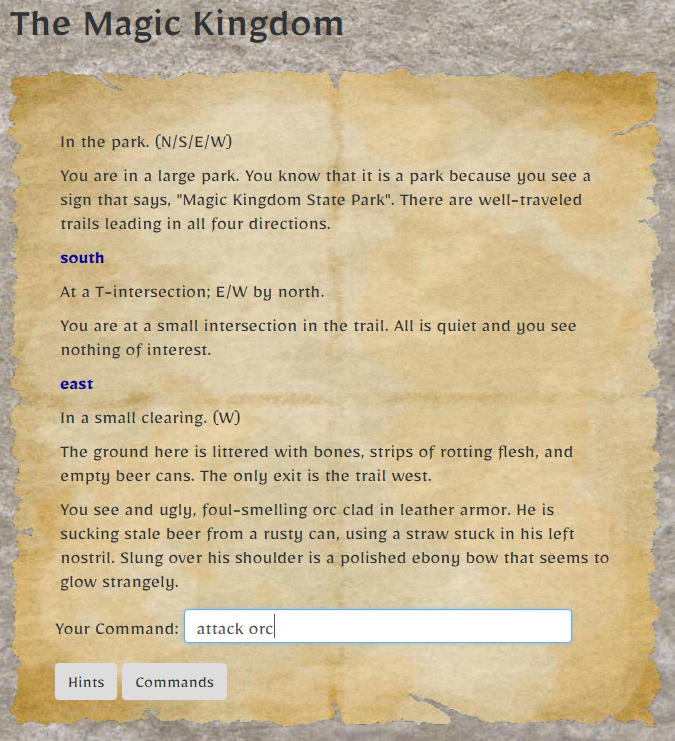 The Magic Kingdom
In the park. (N/S/E/W)
You are in a large park. You know that it is a park because you see a
sign that says, "Magic Kingdom State Park". There are well-traveled
trails leading in all four directions.
south
At a T-intersection; E/W by north.
You are at a small intersection in the trail. All is quiet and you see
nothing of interest.
east
In a small clearing. (W)
The ground here is littered with bones, strips of rotting flesh, and
empty beer cans. The only exit is the trail west.
You see and ugly, foul-smelling orc clad in leather armor. He is
sucking stale beer from a rusty can, using a straw stuck in his left
nostril. Slung over his shoulder is a polished ebony bow that seems to
glow strangely.
Your Command: attack orc
Hints Commands